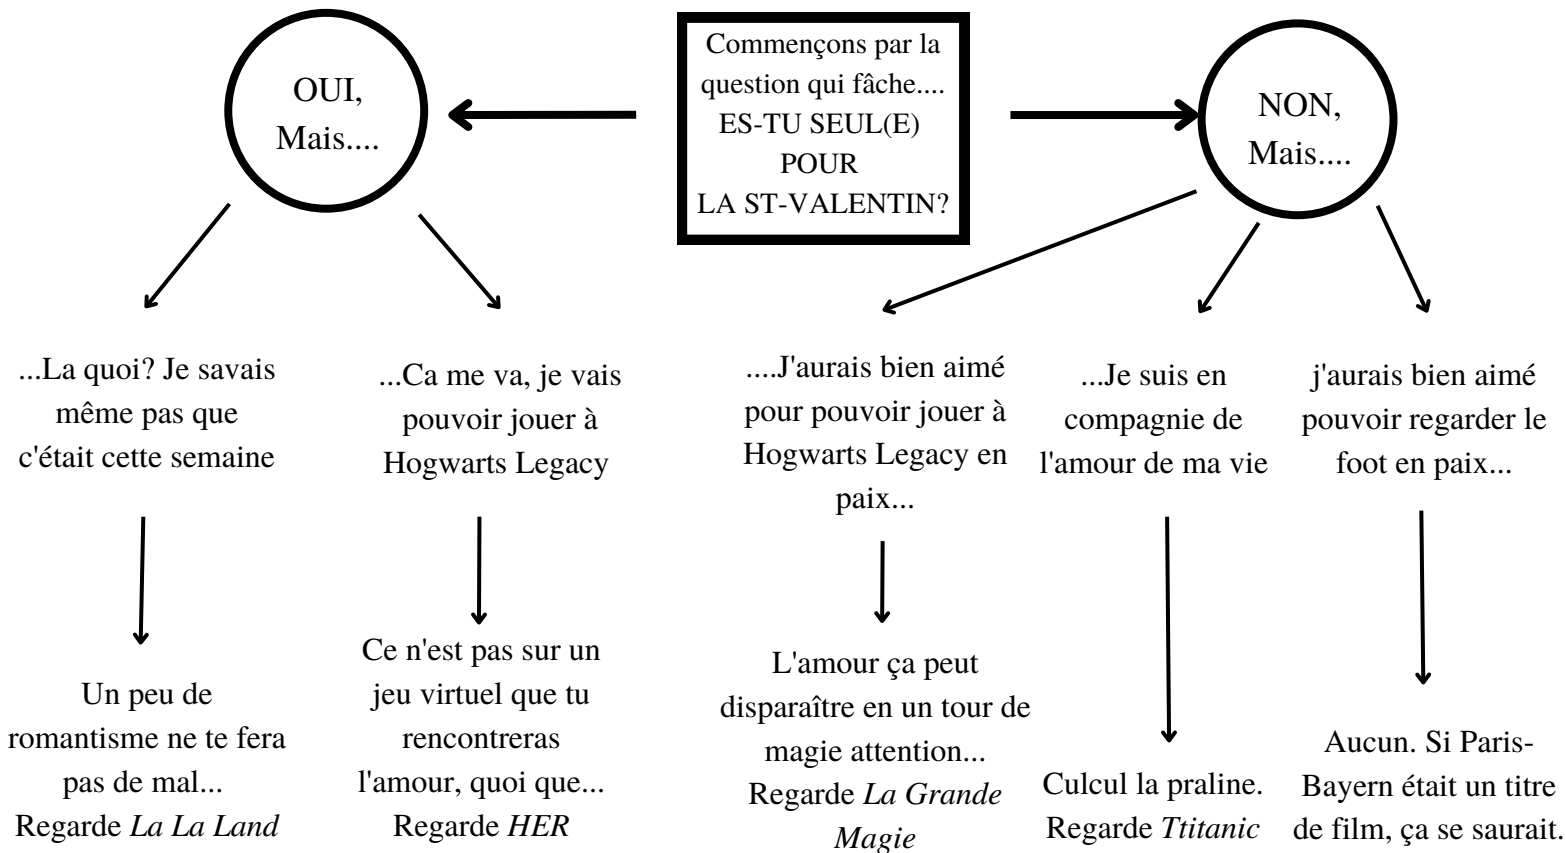 Commençons par la
question qui fâche....
ES-TU SEUL(E)
POUR
LA ST-VALENTIN?
OUI,
Mais....
NON,
Mais....
...La quoi? Je savais
même pas que
c'était cette semaine
...Ca me va, je vais
pouvoir jouer à
Hogwarts Legacy
....J'aurais bien aimé
pour pouvoir jouer à
Hogwarts Legacy en
paix...
...Je suis en
compagnie de
l'amour de ma vie
j'aurais bien aimé
pouvoir regarder le
foot en paix...
Un peu de
romantisme ne te fera
pas de mal...
Regarde La La Land
Ce n'est pas sur un
jeu virtuel que tu
rencontreras
l'amour, quoi que...
Regarde HER
L'amour ça peut
disparaître en un tour de
magie attention...
Regarde La Grande
Magie
Culcul la praline.
Regarde Ttitanic
Aucun. Si Paris-
Bayern était un titre
de film, ça se saurait.